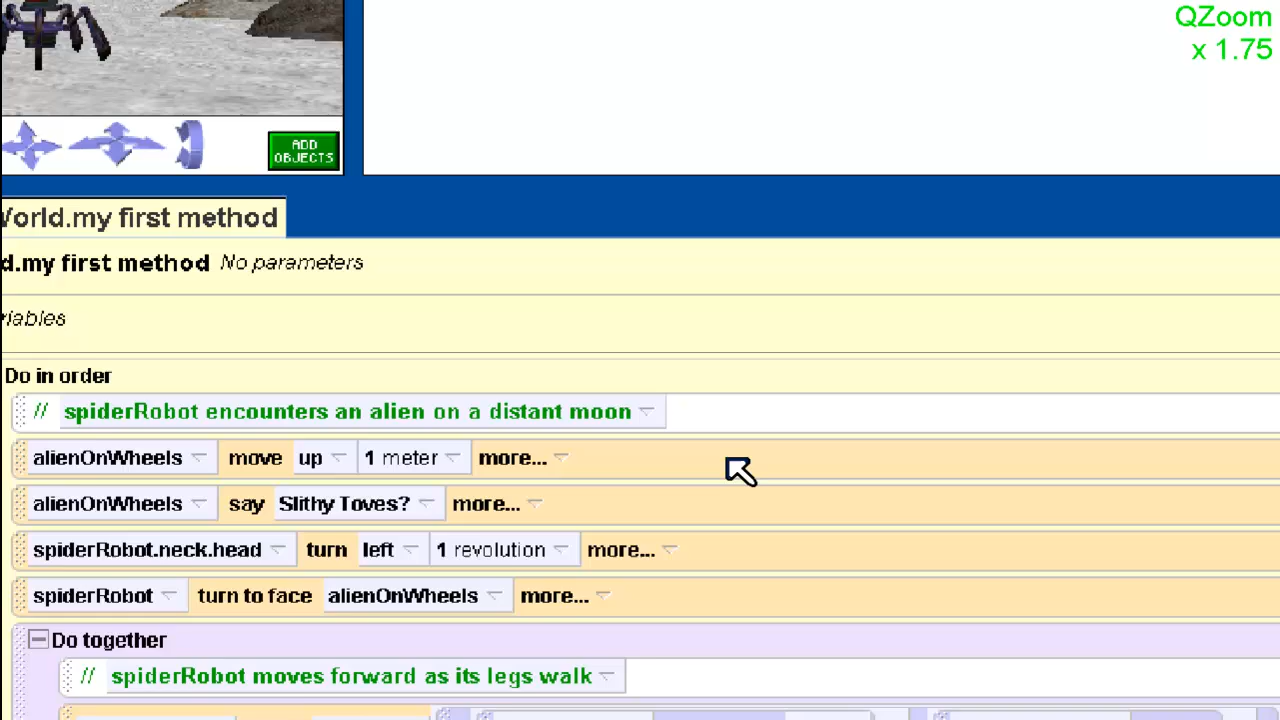 QZoom
x 1.75
ADD
OBJECTS
World.my first method
d.my first method No parameters
riables
Do in order
// spiderRobot encounters an alien on a distant moon
alienOnWheels move up 1 meter more...
alienOnWheels say Slithy Toves? more...
spiderRobot.neck.head turn left 1 revolution more...
spiderRobot turn to face alienOnWheels more...
Do together
// spiderRobot moves forward as its legs walk